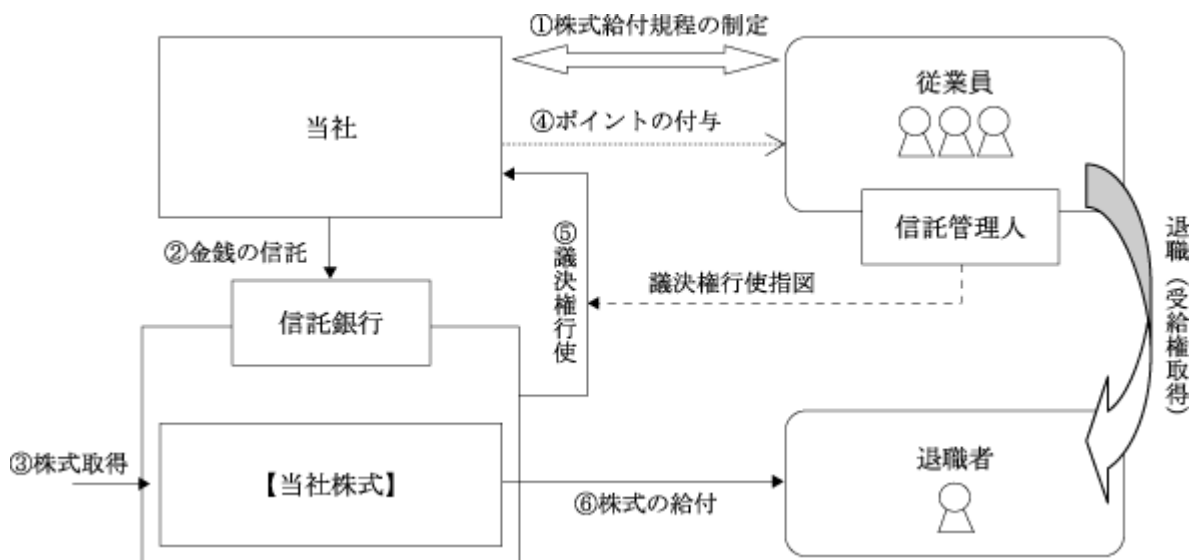 ①株式給付規程の制定
当社
従業員
④ポイントの付与
信託管理人
②金銭の信託
⑤議決権行使
議決権行使指図
退職（受給権取得）
信託銀行
③株式取得
【当社株式】
⑥株式の給付
退職者